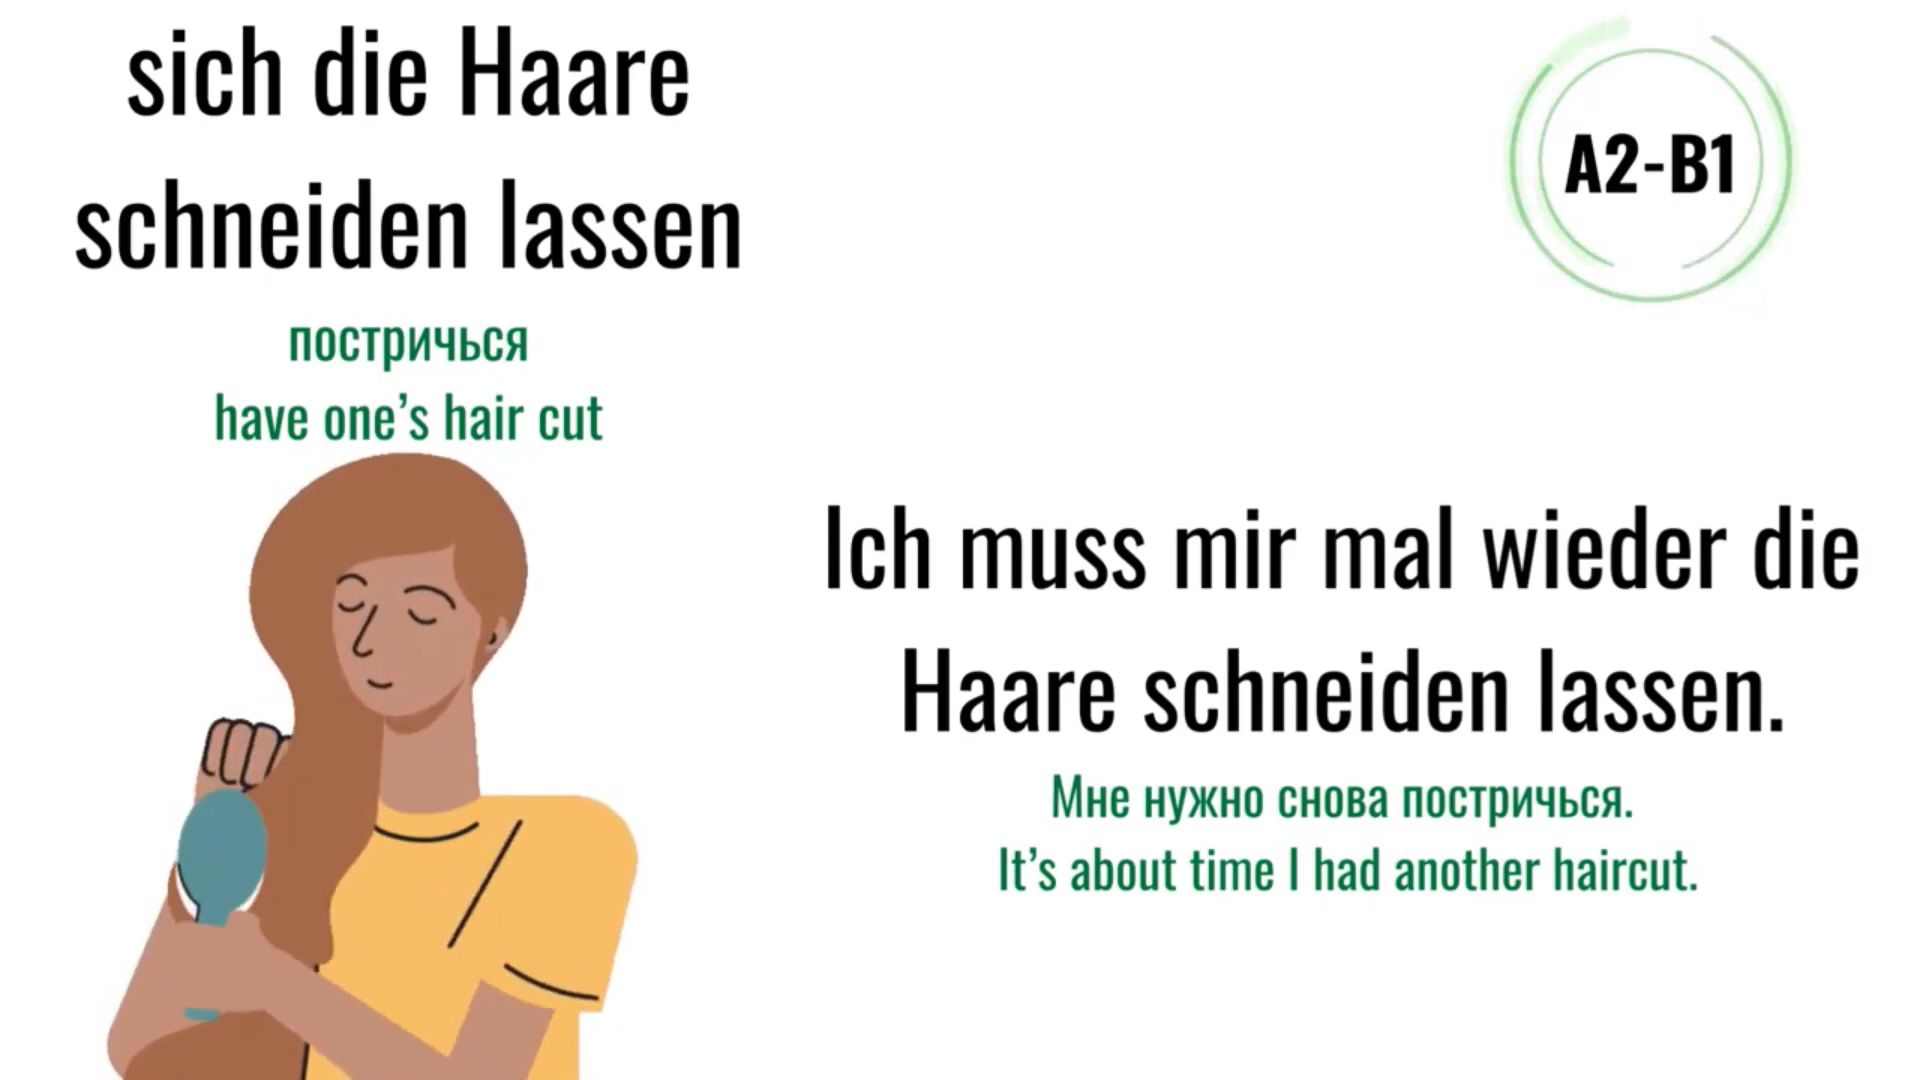 sich die Haare
schneiden lassen
постричься
have one’s hair cut
A2-B1
Ich muss mir mal wieder die
Haare schneiden lassen.
Мне нужно снова постричься.
It’s about time I had another haircut.